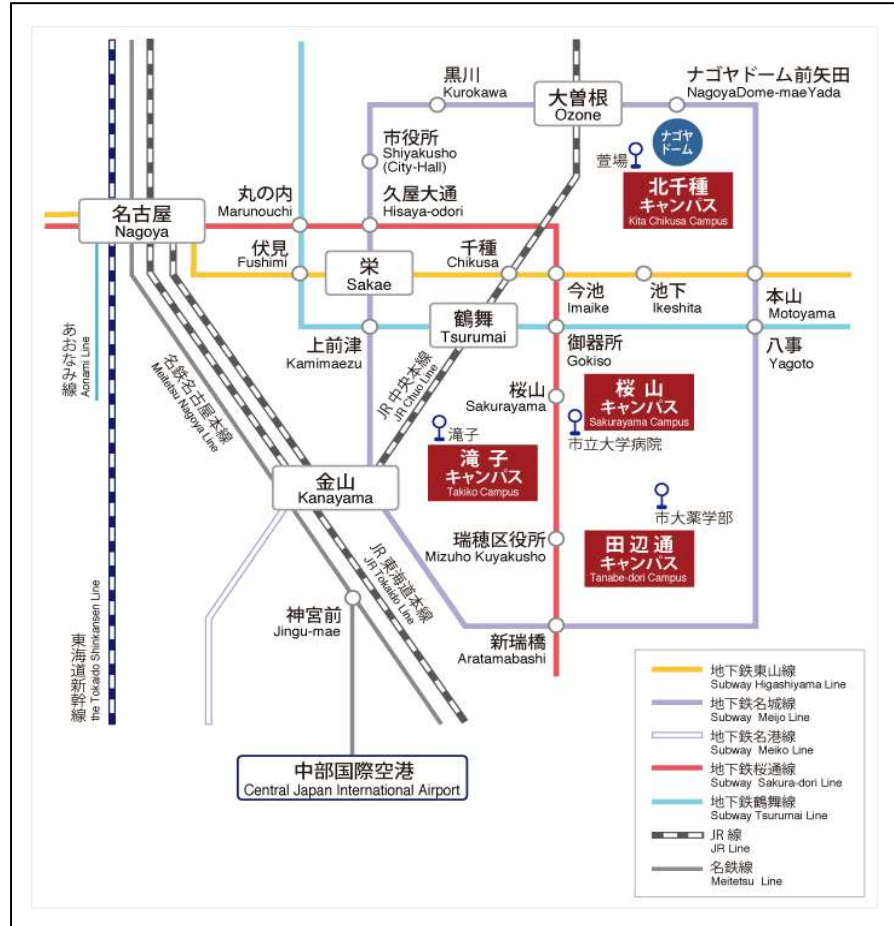 黒川
Kurokawa
大曽根
Ozone
ナゴヤドーム前矢田
NagoyaDome-maeYada
市役所
Shiyakusho
(City-Hall)
萱場
ナゴヤ
ドーム
北千種
キャンパス
Kita Chikusa Campus
丸の内
Marunouchi
久屋大通
Hisaya-odori
名古屋
Nagoya
伏見
Fushimi
栄
Sakae
千種
Chikusa
今池
Imaike
池下
Ikeshita
本山
Motoyama
鶴舞
Tsurumai
上前津
Kamimaezu
御器所
Gokiso
八事
Yagoto
あおなみ線
Aonami Line
名鉄名古屋本線
Meitetsu Nagoya Line
JR 中央本線
JR Chuo Line
桜山
Sakurayama
桜 山
キャンパス
Sakurayama Campus
市立大学病院
滝子
滝 子
キャンパス
Takiko Campus
金山
Kanayama
市大薬学部
瑞穂区役所
Mizuho Kuyakusho
田 辺 通
キャンパス
Tanabe-dori Campus
JR 東海道本線
JR Tokaido Line
神宮前
Jingu-mae
新瑞橋
Aratamabashi
東海道新幹線
the Tokaido Shinkansen Line
中部国際空港
Central Japan International Airport
地下鉄東山線
Subway Higashiyama Line
地下鉄名城線
Subway Meijo Line
地下鉄名港線
Subway Meiko Line
地下鉄桜通線
Subway Sakura-dori Line
地下鉄鶴舞線
Subway Tsurumai Line
JR 線
JR Line
名鉄線
Meitetsu Line